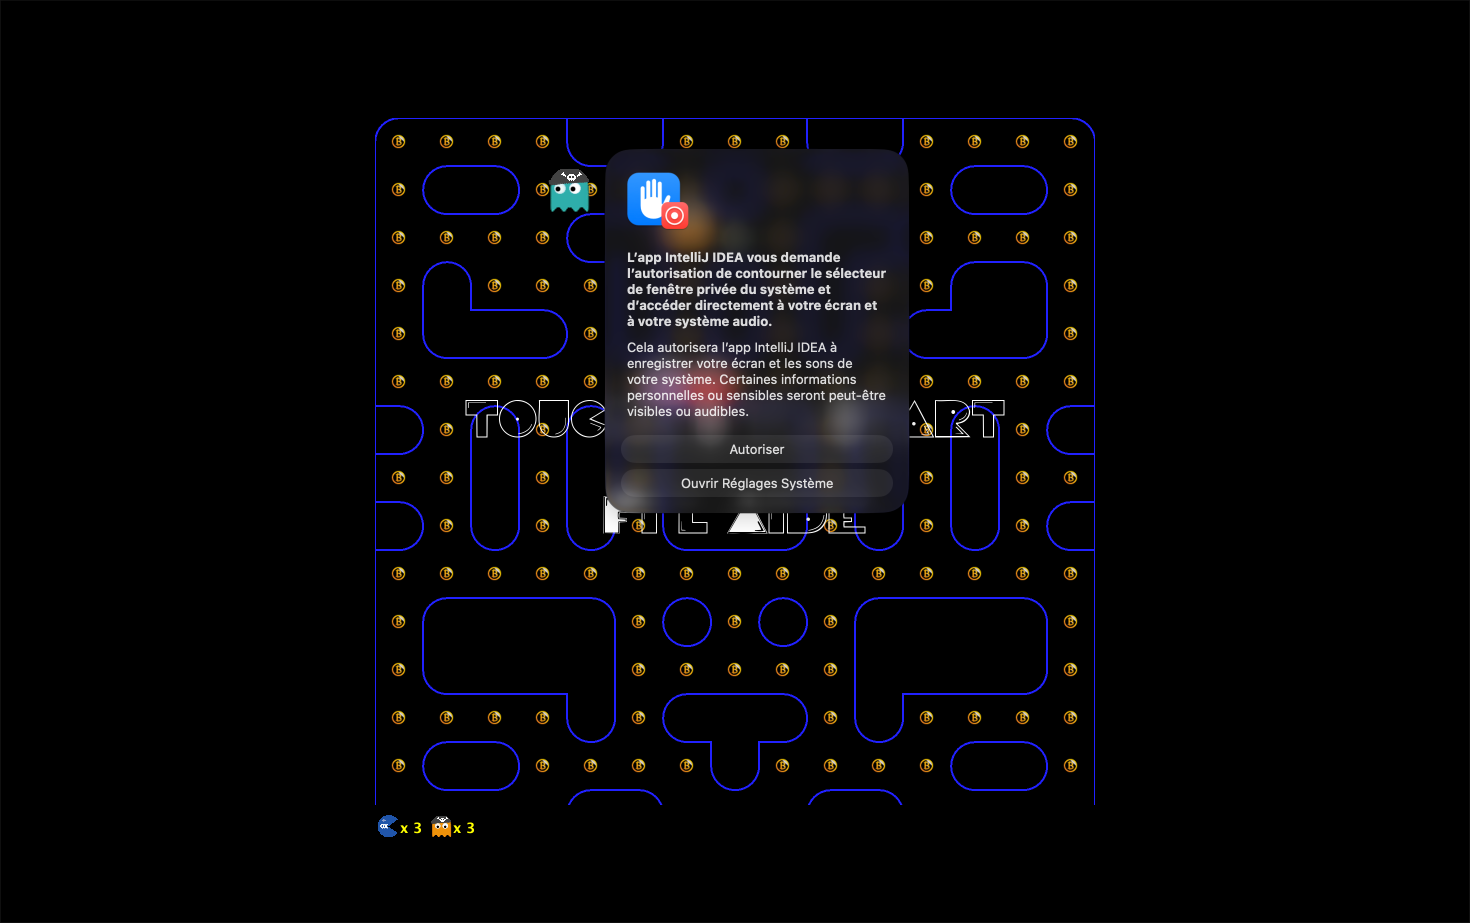 L'app IntelliJ IDEA vous demande
l'autorisation de contourner le sélecteur
de fenêtre privée du système et
d'accéder directement à votre écran et
à votre système audio.
Cela autorisera l'app IntelliJ IDEA à
enregistrer votre écran et les sons de
votre système. Certaines informations
personnelles ou sensibles seront peut-être
visibles ou audibles.
Autoriser
Ouvrir Réglages Système
x 3 x 3